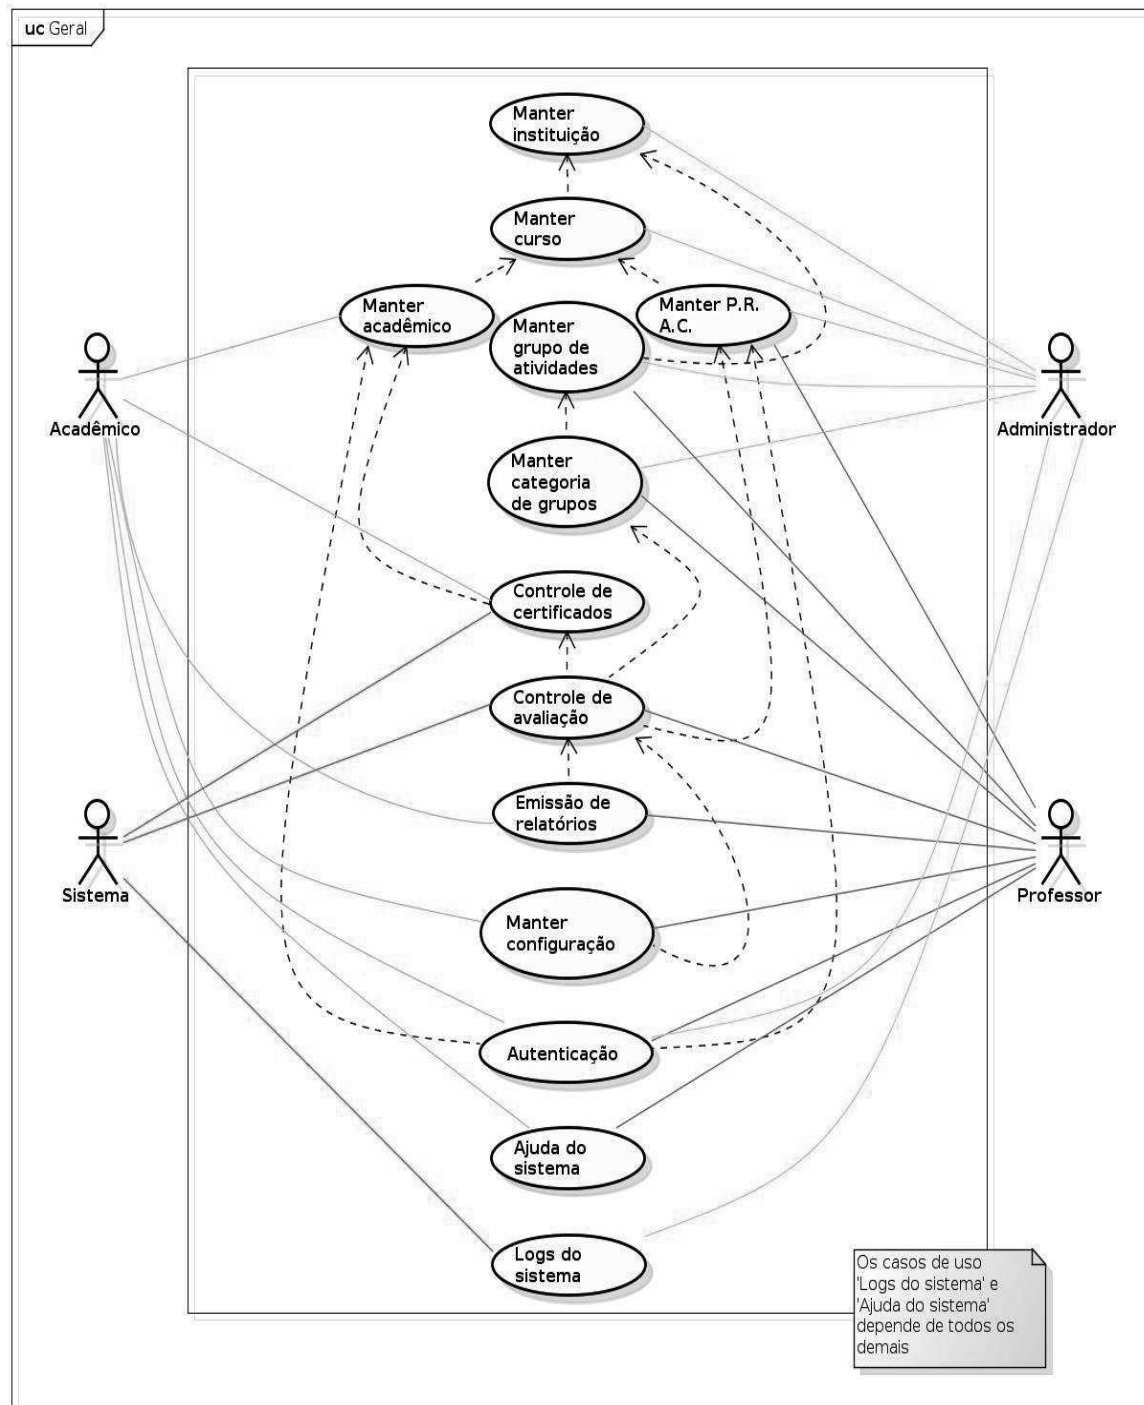 uc Geral
Manter
instituição
Manter
curso
Manter
acadêmico
Manter P.R.
A.C.
Manter
grupo de
atividades
Acadêmico
Administrador
Manter
categoria
de grupos
Controle de
certificados
Controle de
avaliação
Emissão de
relatórios
Sistema
Professor
Manter
configuração
Autenticação
Ajuda do
sistema
Logs do
sistema
Os casos de uso
'Logs do sistema' e
'Ajuda do sistema'
depende de todos os
demais